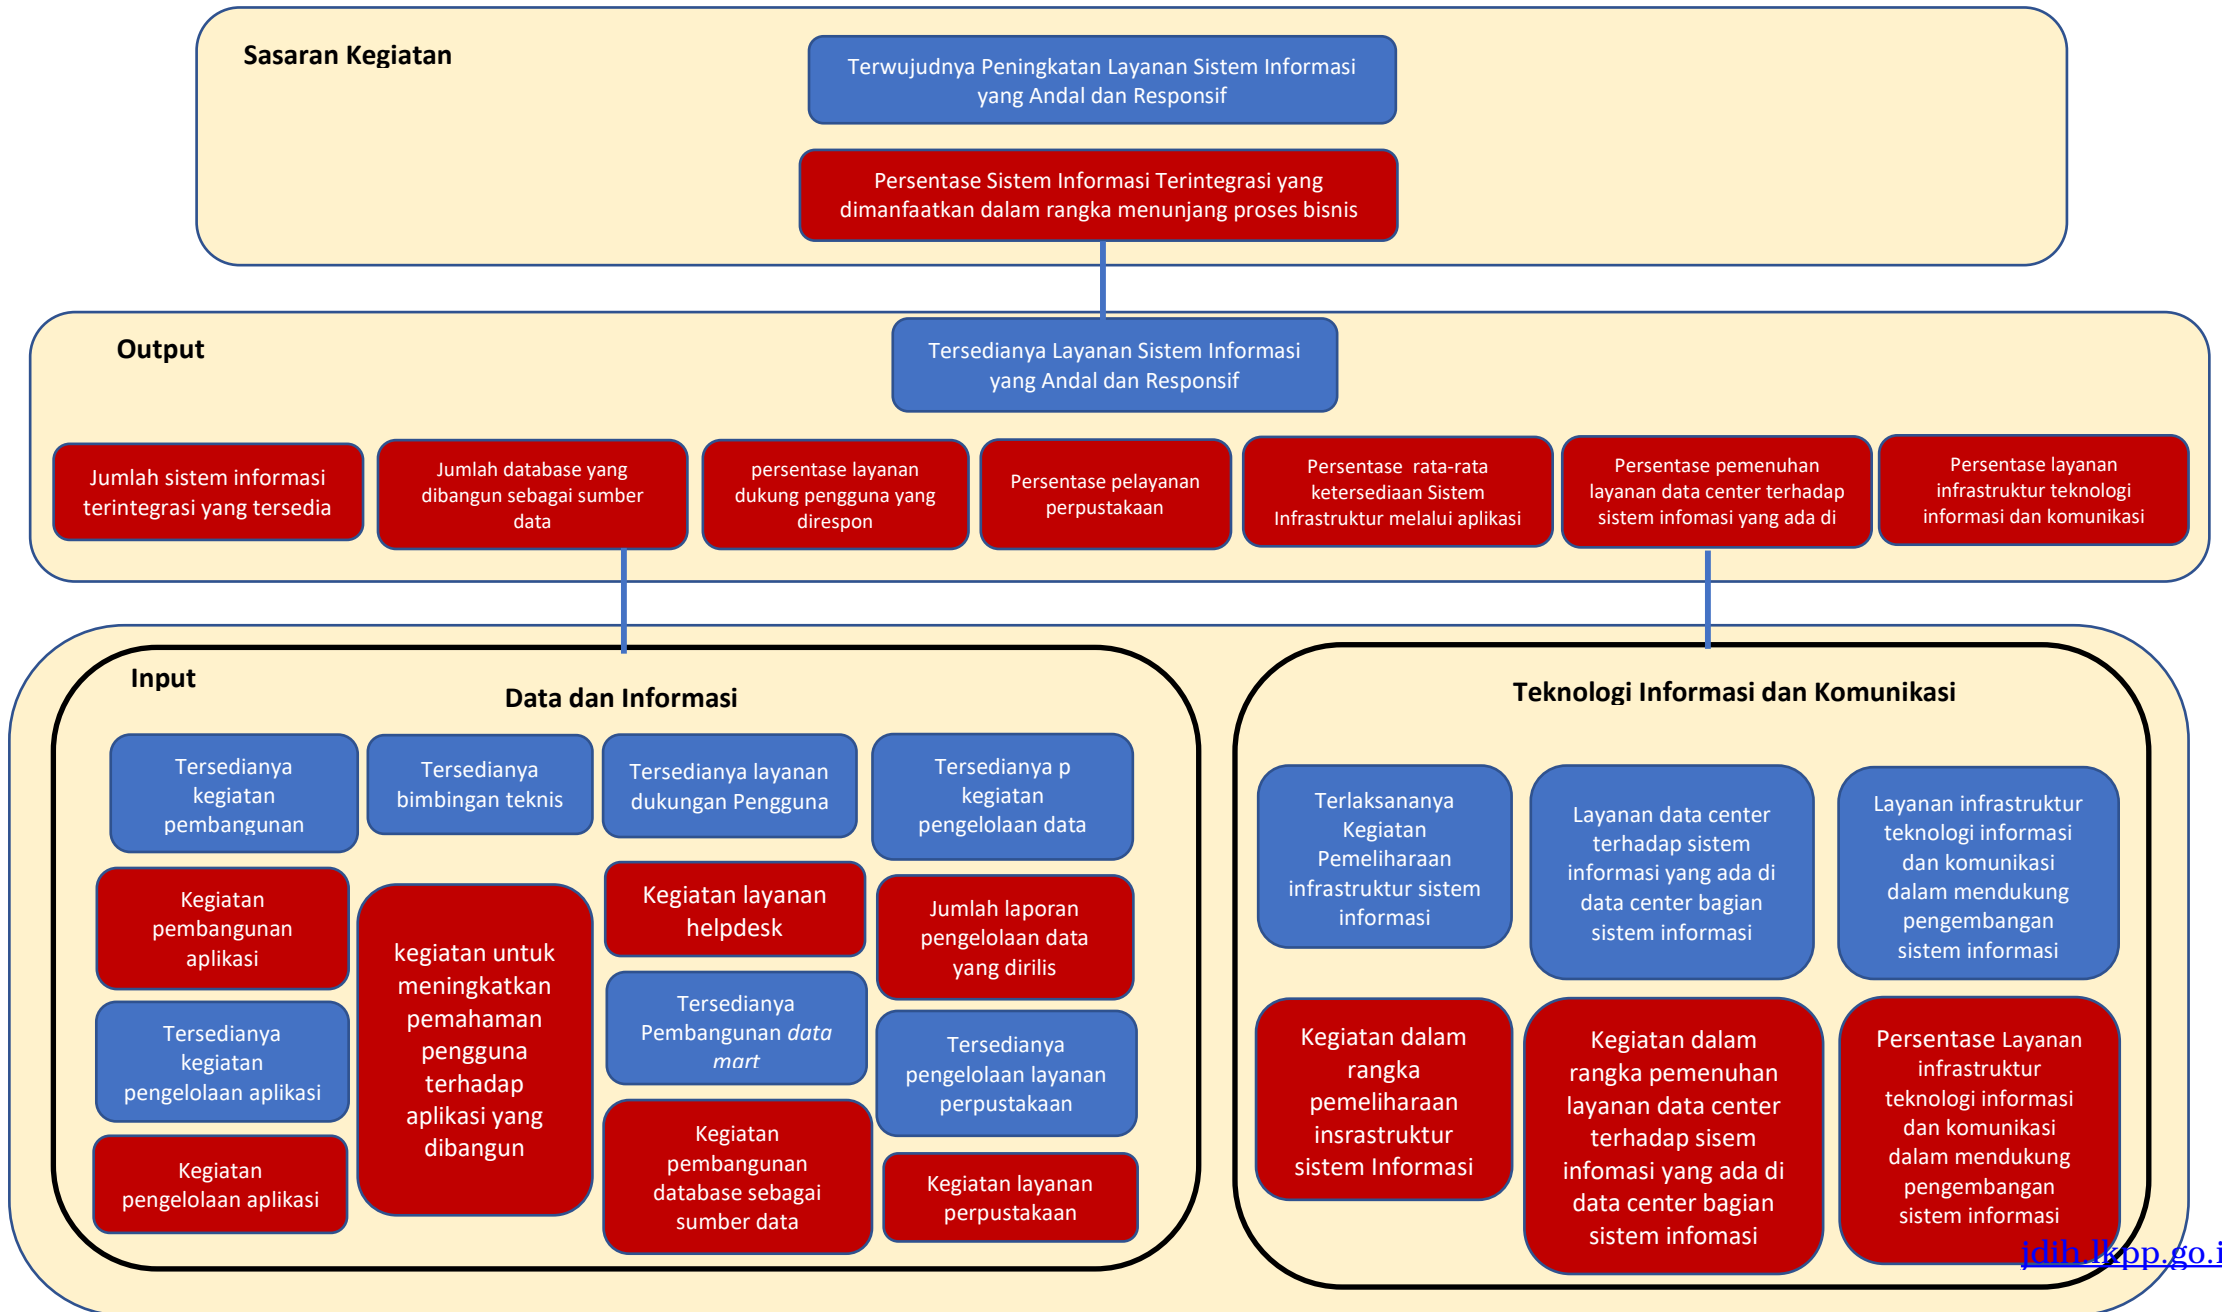 Sasaran Kegiatan
Terwujudnya Peningkatan Layanan Sistem Informasi
yang Andal dan Responsif
Persentase Sistem Informasi Terintegrasi yang
dimanfaatkan dalam rangka menunjang proses bisnis
Output
Tersedianya Layanan Sistem Informasi
yang Andal dan Responsif
Jumlah sistem informasi
terintegrasi yang tersedia
Jumlah database yang
dibangun sebagai sumber
data
persentase layanan
dukung pengguna yang
direspon
Persentase pelayanan
perpustakaan
Persentase rata-rata
ketersediaan Sistem
Infrastruktur melalui aplikasi
Persentase pemenuhan
layanan data center terhadap
sistem infomasi yang ada di
Persentase layanan
infrastruktur teknologi
informasi dan komunikasi
Input
Data dan Informasi
Tersedianya
kegiatan
pembangunan
Tersedianya
bimbingan teknis
Tersedianya layanan
dukungan Pengguna
Tersedianya p
kegiatan
pengelolaan data
Kegiatan
pembangunan
aplikasi
kegiatan untuk
meningkatkan
pemahaman
pengguna
terhadap
aplikasi yang
dibangun
Kegiatan layanan
helpdesk
Jumlah laporan
pengelolaan data
yang dirilis
Tersedianya
kegiatan
pengelolaan aplikasi
Tersedianya
Pembangunan data
mart
Tersedianya
pengelolaan layanan
perpustakaan
Kegiatan
pengelolaan aplikasi
Kegiatan
pembangunan
database sebagai
sumber data
Kegiatan layanan
perpustakaan
Teknologi Informasi dan Komunikasi
Terlaksananya
Kegiatan
Pemeliharaan
infrastruktur sistem
informasi
Layanan data center
terhadap sistem
informasi yang ada di
data center bagian
sistem informasi
Layanan infrastruktur
teknologi informasi
dan komunikasi
dalam mendukung
pengembangan
sistem informasi
Kegiatan dalam
rangka
pemeliharaan
insrastruktur
sistem Informasi
Kegiatan dalam
rangka pemenuhan
layanan data center
terhadap sisem
infomasi yang ada di
data center bagian
sistem infomasi
Persentase Layanan
infrastruktur
teknologi informasi
dan komunikasi
dalam mendukung
pengembangan
sistem informasi
jdih.lkpp.go.i